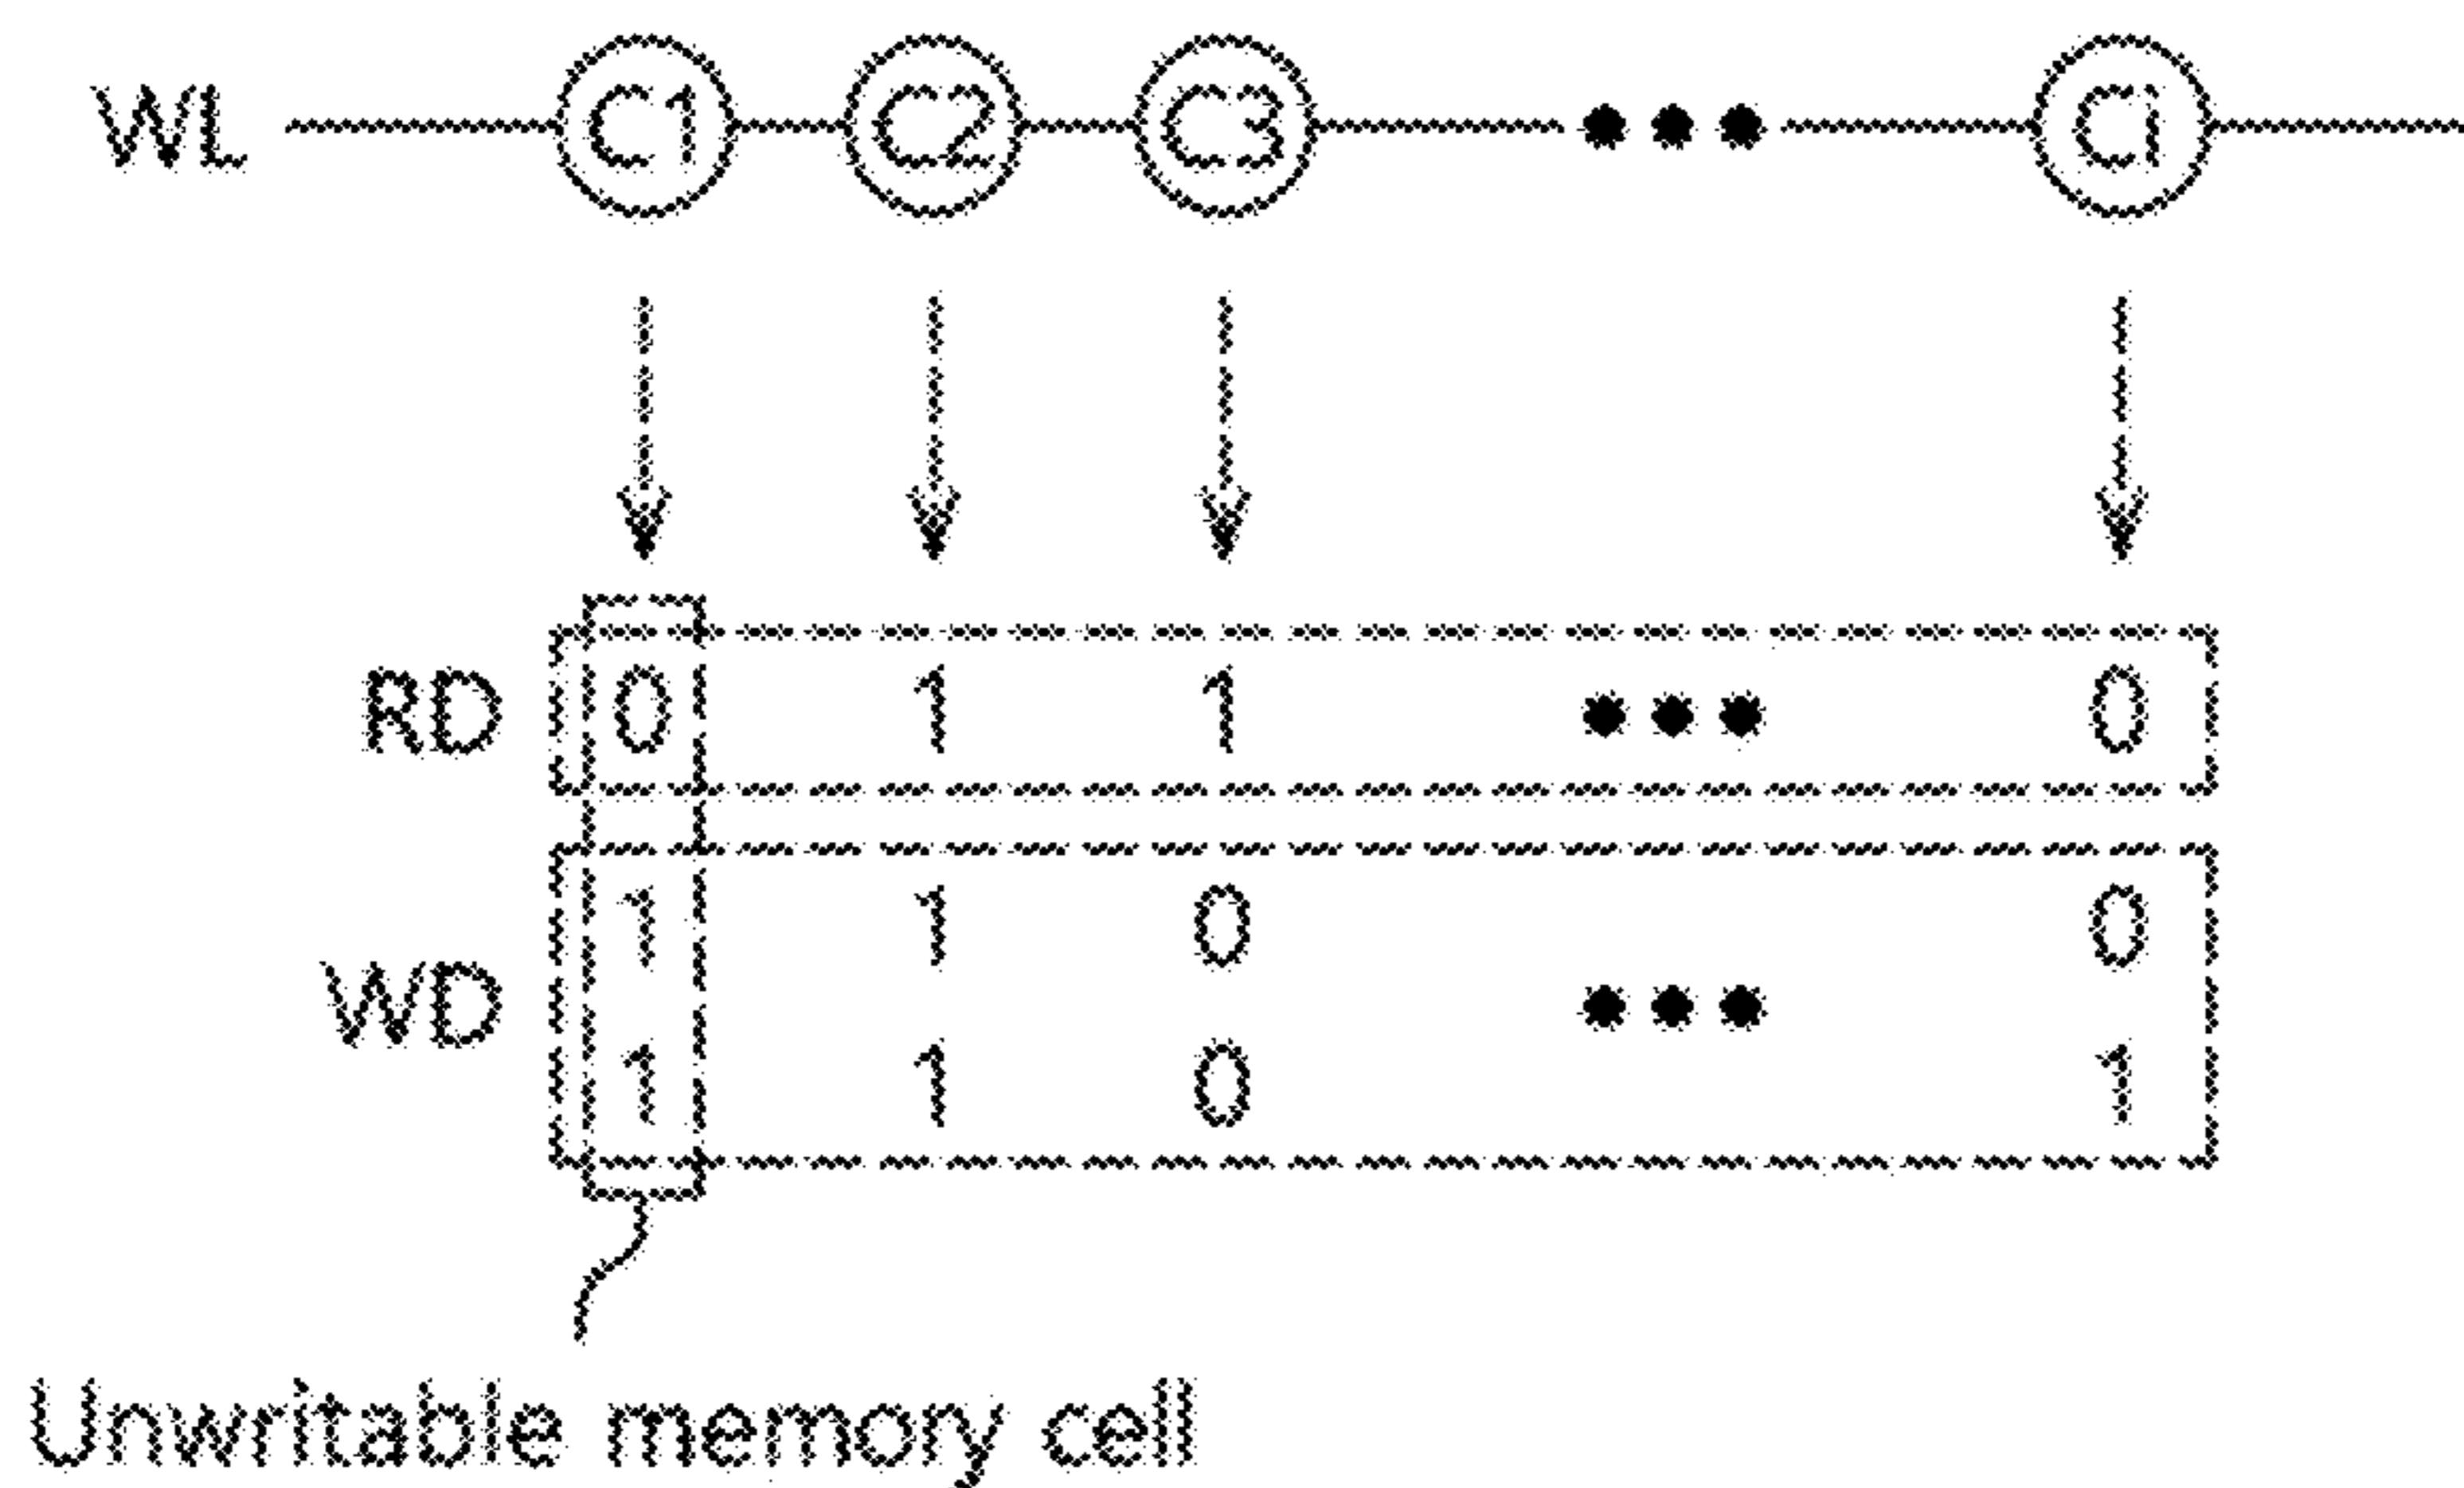 WL C1 C2 C3 ••• Ci
RD 0 1 1 ••• 0
1 1 0 0
WD •••
1 1 0 1
Unwritable memory cell